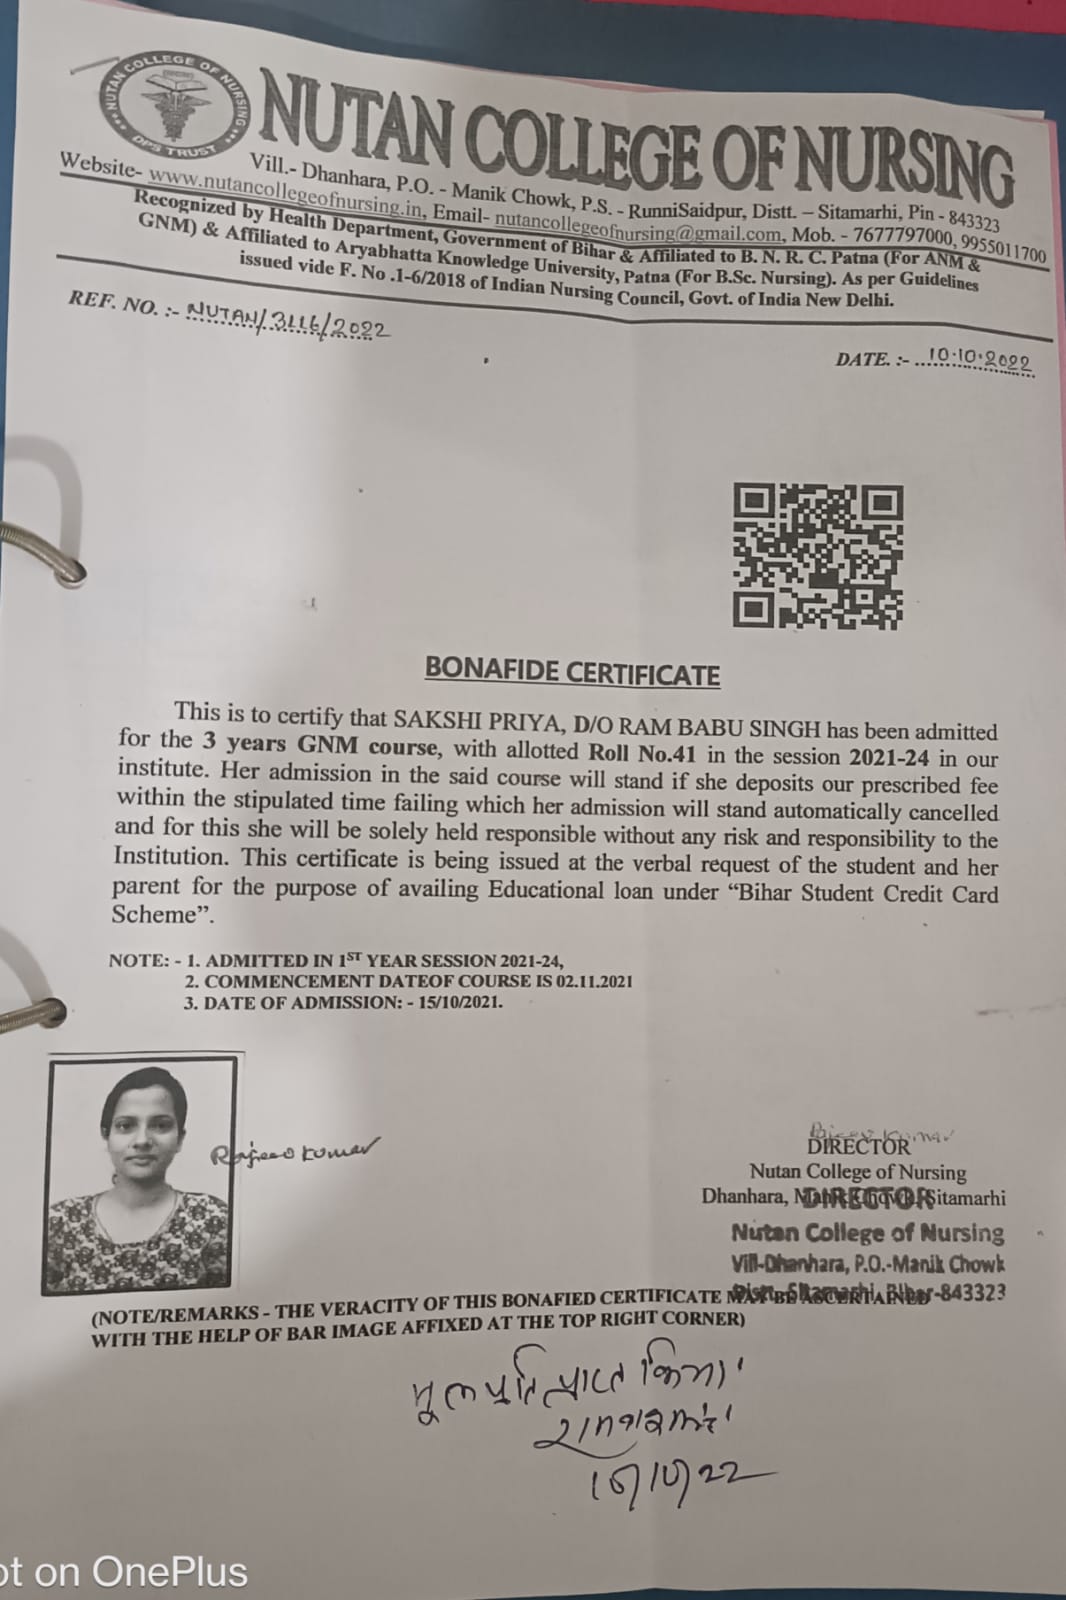 NUTAN COLLEGE OF NURSING
DPS TRUST
NUTAN COLLEGE OF NURSING
Vill.- Dhanhara, P.O. - Manik Chowk, P.S. - RunniSaidpur, Distt. – Sitamarhi, Pin - 843323
Website- www.nutancollegeofnursing.in, Email- nutancollegeofnursing@gmail.com, Mob. - 7677797000, 9955011700
Recognized by Health Department, Government of Bihar & Affiliated to B. N. R. C. Patna (For ANM &
GNM) & Affiliated to Aryabhatta Knowledge University, Patna (For B.Sc. Nursing). As per Guidelines
issued vide F. No .1-6/2018 of Indian Nursing Council, Govt. of India New Delhi.
REF. NO. :- NUTAN/3116/2022
DATE. :- 10.10.2022
BONAFIDE CERTIFICATE
This is to certify that SAKSHI PRIYA, D/O RAM BABU SINGH has been admitted
for the 3 years GNM course, with allotted Roll No.41 in the session 2021-24 in our
institute. Her admission in the said course will stand if she deposits our prescribed fee
within the stipulated time failing which her admission will stand automatically cancelled
and for this she will be solely held responsible without any risk and responsibility to the
Institution. This certificate is being issued at the verbal request of the student and her
parent for the purpose of availing Educational loan under “Bihar Student Credit Card
Scheme”.
NOTE: - 1. ADMITTED IN 1ST YEAR SESSION 2021-24,
2. COMMENCEMENT DATEOF COURSE IS 02.11.2021
3. DATE OF ADMISSION: - 15/10/2021.
Rajeev Kumar
Rajeev Kumar
DIRECTOR
Nutan College of Nursing
Dhanhara, Manik Chowk, Sitamarhi
DIRECTOR
Nutan College of Nursing
Vill-Dhanhara, P.O.-Manik Chowk
Distt.-Sitamarhi, Bihar-843323
(NOTE/REMARKS - THE VERACITY OF THIS BONAFIED CERTIFICATE MAY BE ASCERTAINED
WITH THE HELP OF BAR IMAGE AFFIXED AT THE TOP RIGHT CORNER)
मूल प्रति प्राप्त किया
ot on OnePlus